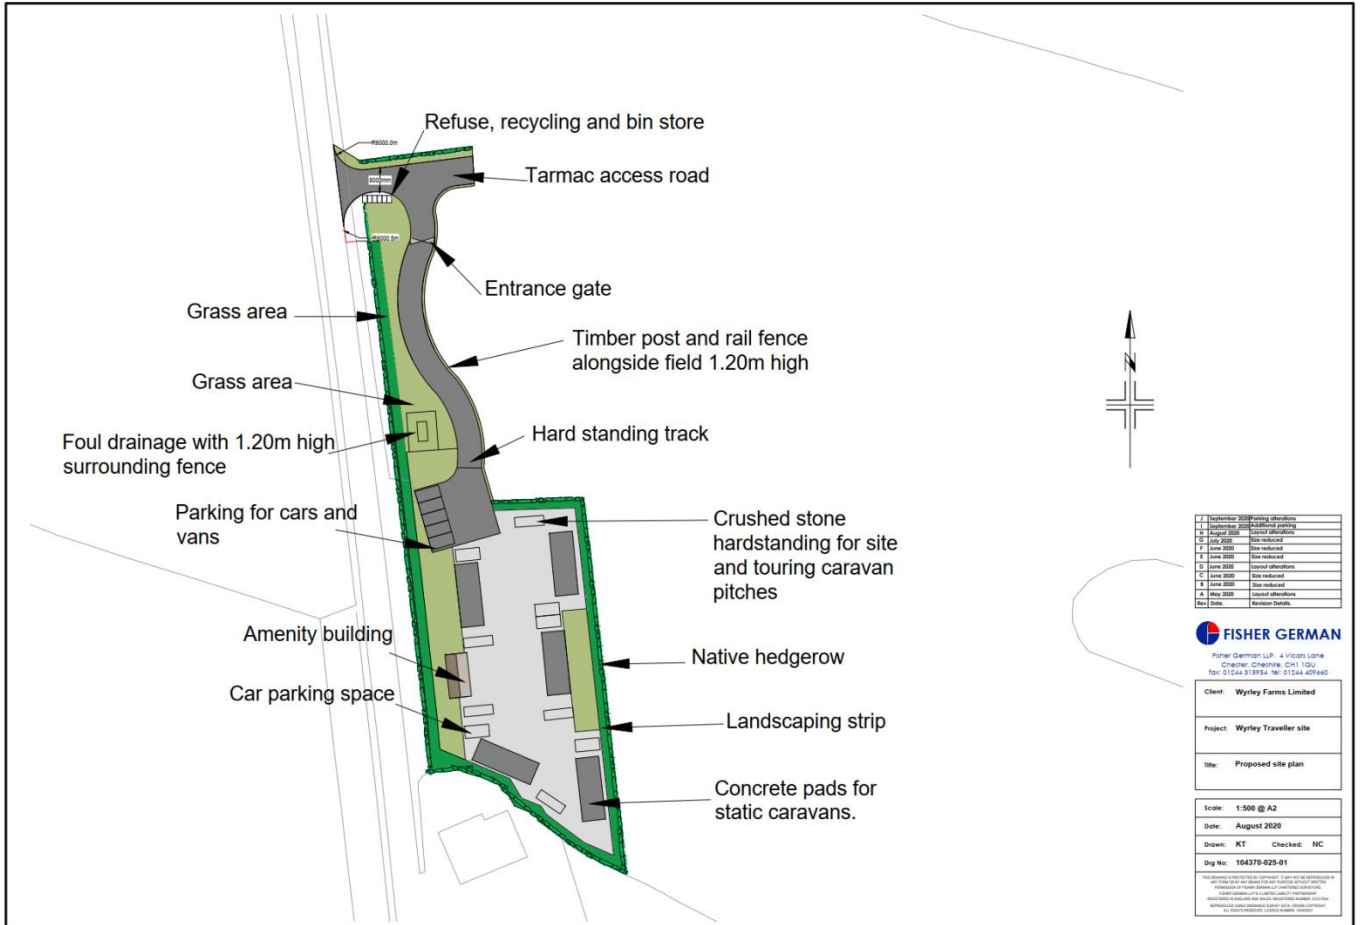 Refuse, recycling and bin store
R6000.0m
Tarmac access road
R6000.5m
Entrance gate
Grass area
Timber post and rail fence
alongside field 1.20m high
Grass area
Foul drainage with 1.20m high
surrounding fence
Hard standing track
Parking for cars and
vans
Crushed stone
hardstanding for site
and touring caravan
pitches
Amenity building
Native hedgerow
Car parking space
Landscaping strip
Concrete pads for
static caravans.
N
J September 2020 Parking alterations
I September 2020 Additional parking
H August 2020 Layout alterations
G July 2020 Size reduced
F June 2020 Size reduced
E June 2020 Size reduced
D June 2020 Layout alterations
C June 2020 Size reduced
B June 2020 Size reduced
A May 2020 Layout alterations
Rev. Date. Revision Details.
FISHER GERMAN
Fisher German LLP, 4 Vicars Lane
Chester, Cheshire, CH1 1QU
fax: 01244 315954 tel: 01244 409660
Client: Wyrley Farms Limited
Project: Wyrley Traveller site
Title: Proposed site plan
Scale: 1:500 @ A2
Date: August 2020
Drawn: KT Checked: NC
Drg No: 104370-025-01